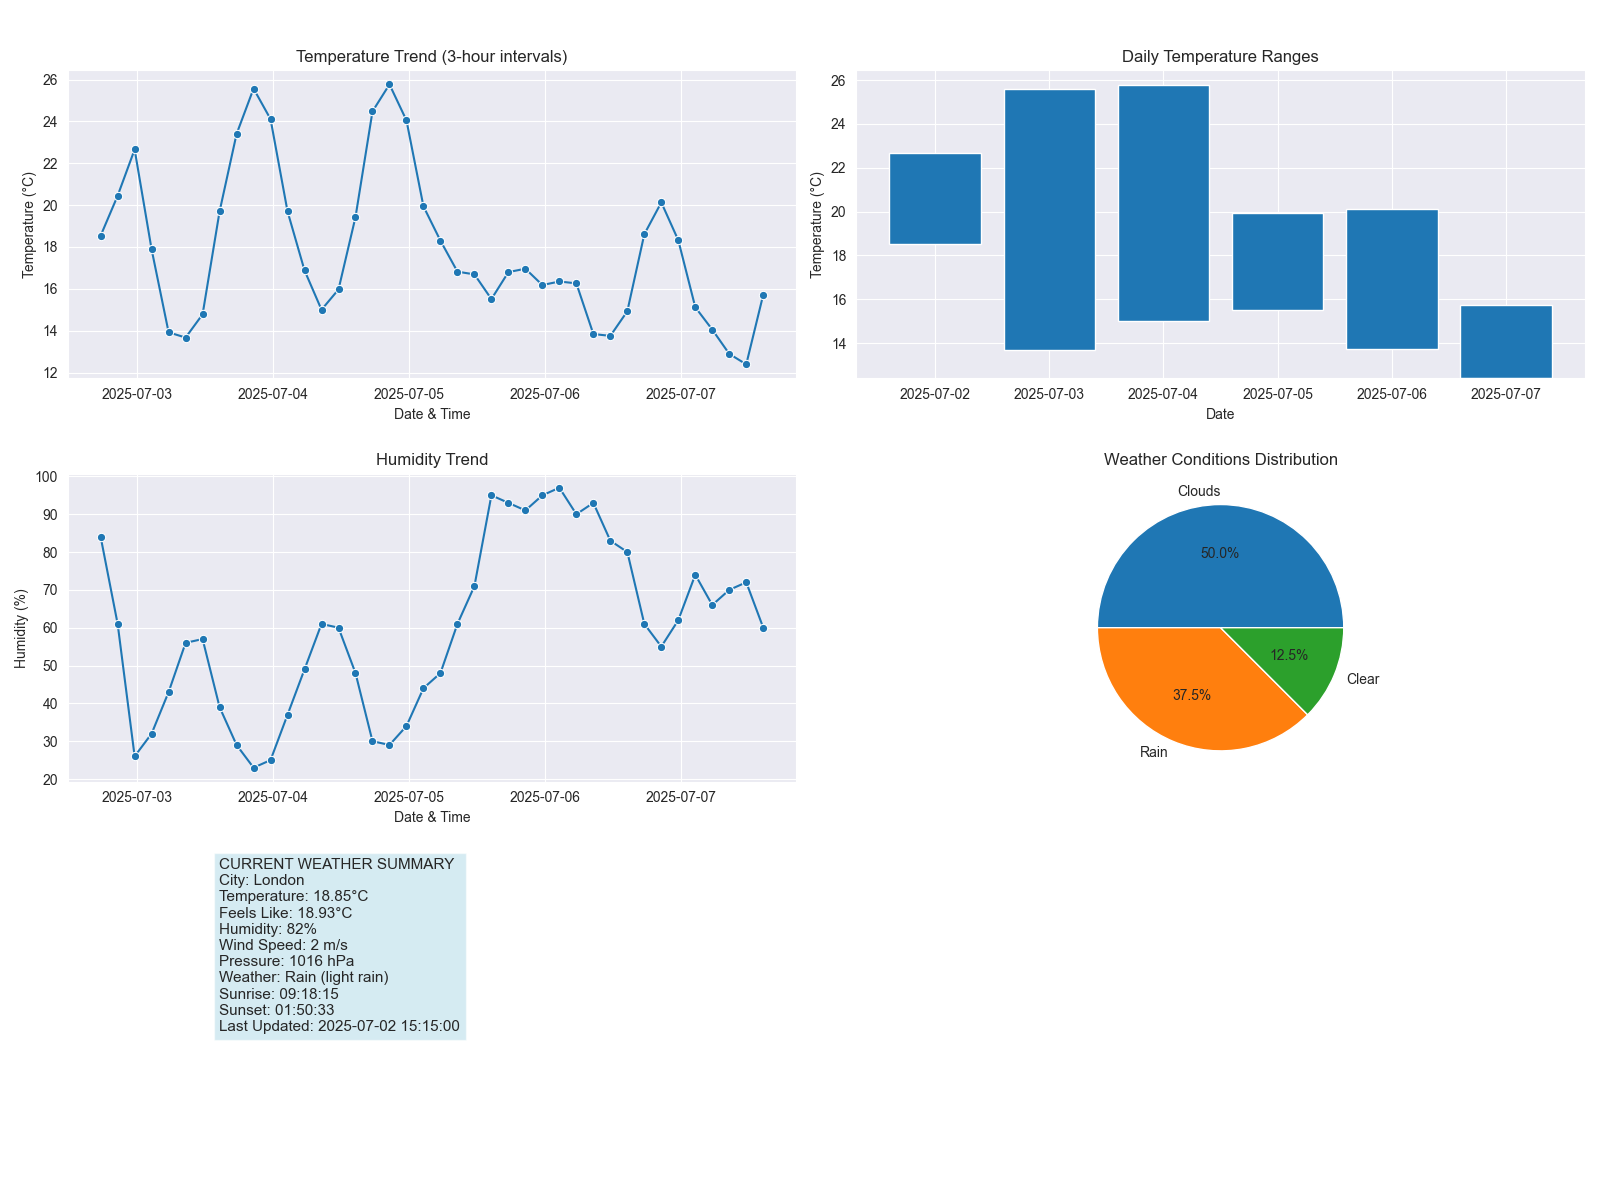 Temperature Trend (3-hour intervals)
26
24
22
20
18
16
14
12
Temperature (°C)
2025-07-03
2025-07-04
2025-07-05
2025-07-06
2025-07-07
Date & Time
Daily Temperature Ranges
26
24
22
20
18
16
14
Temperature (°C)
2025-07-02
2025-07-03
2025-07-04
2025-07-05
2025-07-06
2025-07-07
Date
Humidity Trend
100
90
80
70
60
50
40
30
20
Humidity (%)
2025-07-03
2025-07-04
2025-07-05
2025-07-06
2025-07-07
Date & Time
Weather Conditions Distribution
Clouds
50.0%
12.5%
Clear
37.5%
Rain
CURRENT WEATHER SUMMARY
City: London
Temperature: 18.85°C
Feels Like: 18.93°C
Humidity: 82%
Wind Speed: 2 m/s
Pressure: 1016 hPa
Weather: Rain (light rain)
Sunrise: 09:18:15
Sunset: 01:50:33
Last Updated: 2025-07-02 15:15:00